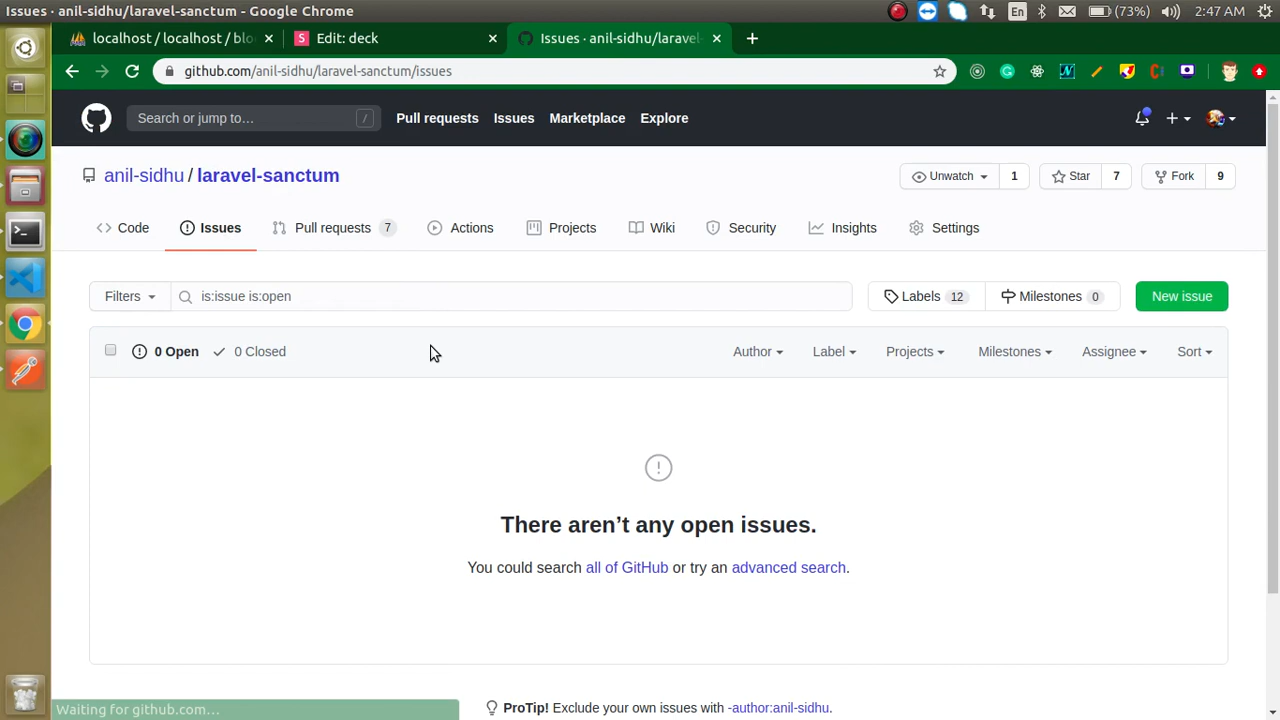 Issues · anil-sidhu/laravel-sanctum - Google Chrome
En (73%) 2:47 AM
localhost / localhost / blo
Edit: deck
Issues · anil-sidhu/laravel-
github.com/anil-sidhu/laravel-sanctum/issues
Search or jump to… / Pull requests Issues Marketplace Explore
anil-sidhu / laravel-sanctum
Unwatch 1 Star 7 Fork 9
Code Issues Pull requests 7 Actions Projects Wiki Security Insights Settings
Filters is:issue is:open Labels 12 Milestones 0 New issue
0 Open 0 Closed Author Label Projects Milestones Assignee Sort
There aren’t any open issues.
You could search all of GitHub or try an advanced search.
ProTip! Exclude your own issues with -author:anil-sidhu.
Waiting for github.com…